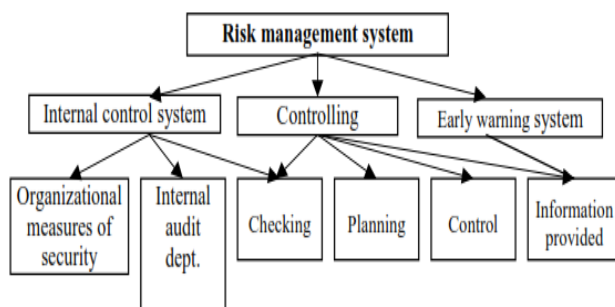 Risk management system
Internal control system
Controlling
Early warning system
Organizational
measures of
security
Internal
audit
dept.
Checking
Planning
Control
Information
provided